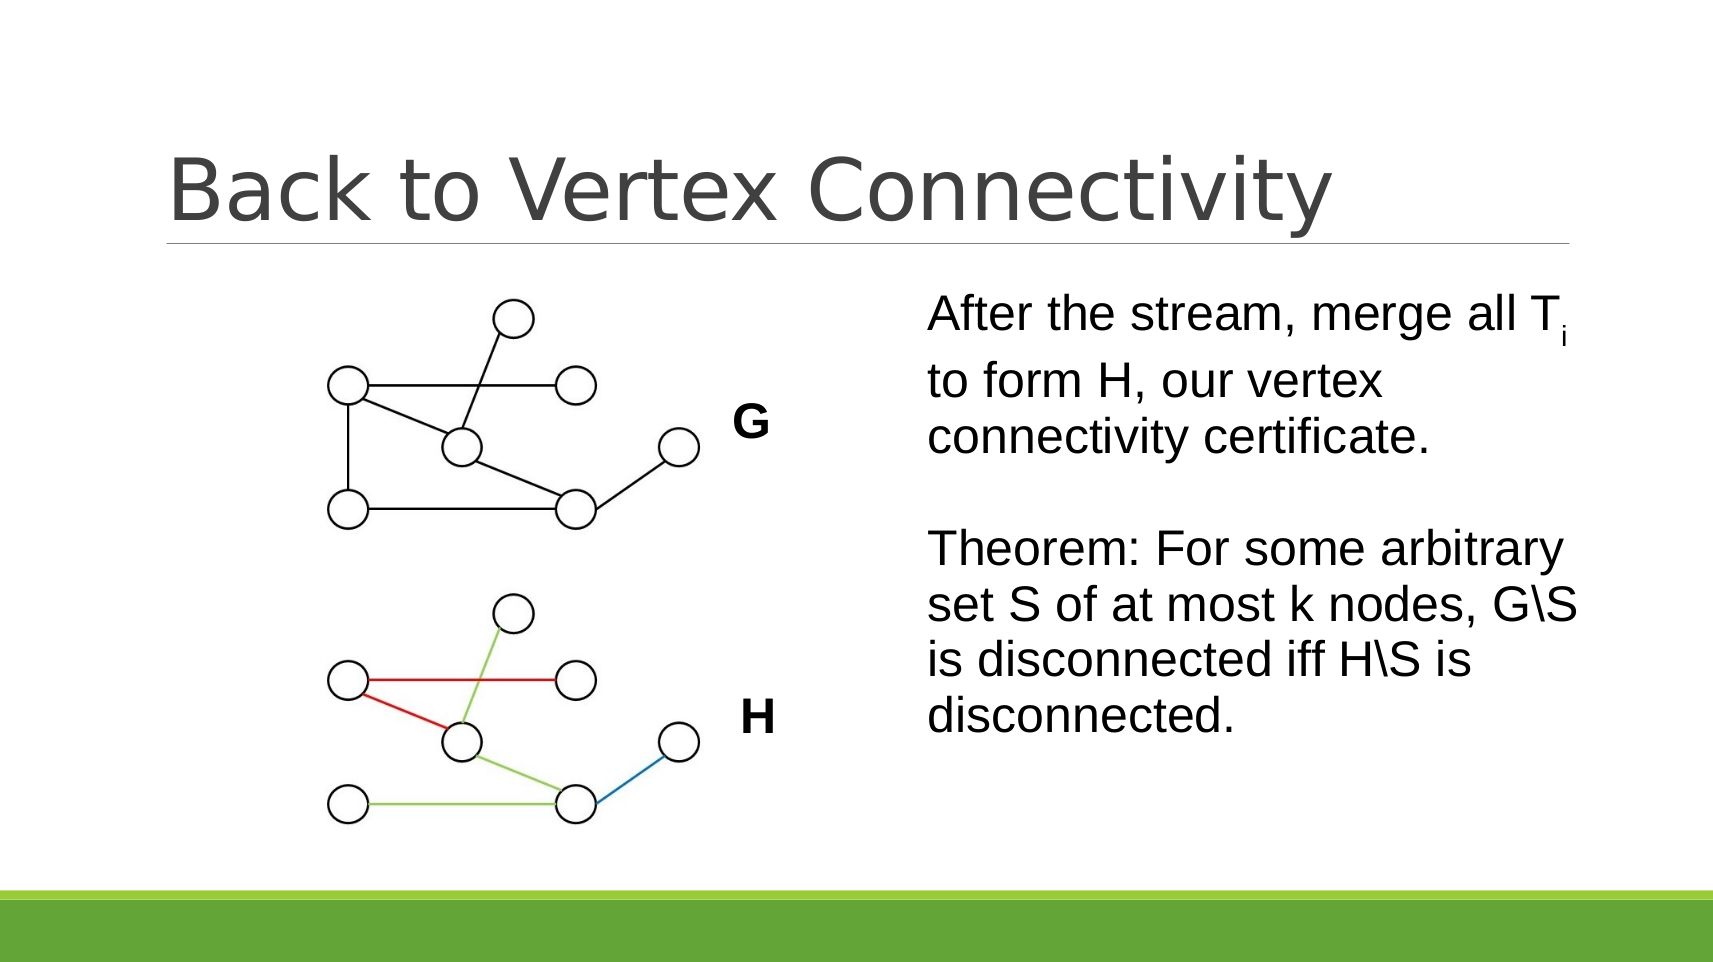 Back to Vertex Connectivity
After the stream, merge all Ti
to form H, our vertex
connectivity certificate.
G
Theorem: For some arbitrary
set S of at most k nodes, G\S
is disconnected iff H\S is
disconnected.
H